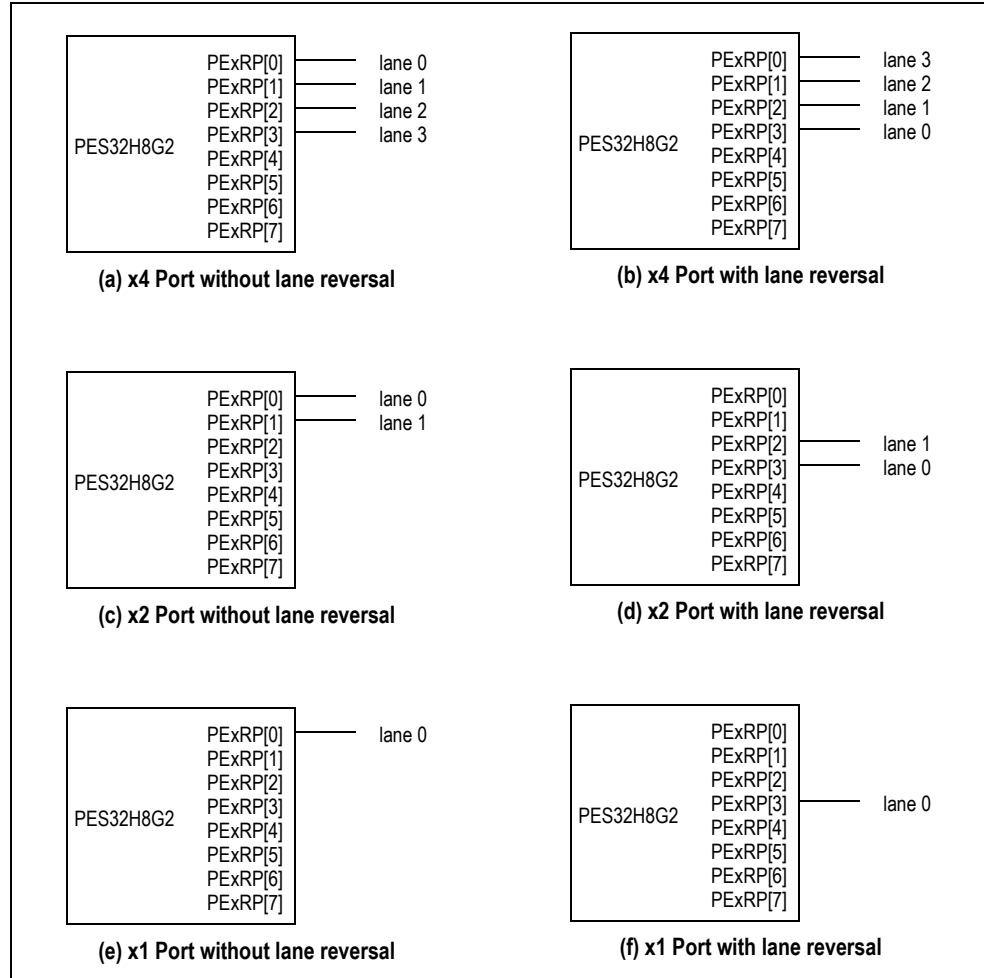 PES32H8G2
PExRP[0] lane 0
PExRP[1] lane 1
PExRP[2] lane 2
PExRP[3] lane 3
PExRP[4]
PExRP[5]
PExRP[6]
PExRP[7]
(a) x4 Port without lane reversal
PES32H8G2
PExRP[0] lane 3
PExRP[1] lane 2
PExRP[2] lane 1
PExRP[3] lane 0
PExRP[4]
PExRP[5]
PExRP[6]
PExRP[7]
(b) x4 Port with lane reversal
PES32H8G2
PExRP[0] lane 0
PExRP[1] lane 1
PExRP[2]
PExRP[3]
PExRP[4]
PExRP[5]
PExRP[6]
PExRP[7]
(c) x2 Port without lane reversal
PES32H8G2
PExRP[0]
PExRP[1]
PExRP[2] lane 1
PExRP[3] lane 0
PExRP[4]
PExRP[5]
PExRP[6]
PExRP[7]
(d) x2 Port with lane reversal
PES32H8G2
PExRP[0] lane 0
PExRP[1]
PExRP[2]
PExRP[3]
PExRP[4]
PExRP[5]
PExRP[6]
PExRP[7]
(e) x1 Port without lane reversal
PES32H8G2
PExRP[0]
PExRP[1]
PExRP[2]
PExRP[3] lane 0
PExRP[4]
PExRP[5]
PExRP[6]
PExRP[7]
(f) x1 Port with lane reversal